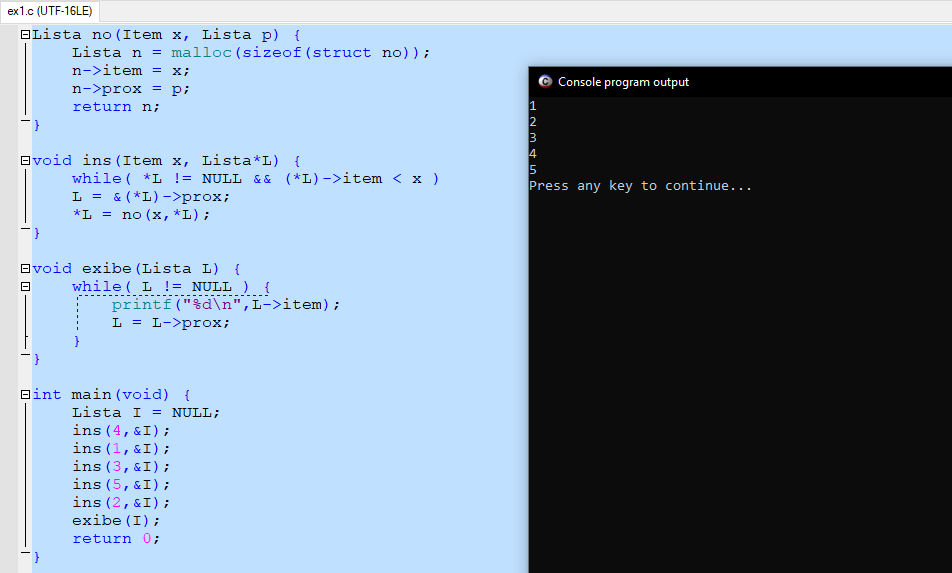 ex1.c (UTF-16LE)
Lista no(Item x, Lista p) {
Lista n = malloc(sizeof(struct no));
n->item = x;
n->prox = p;
return n;
}
void ins(Item x, Lista*L) {
while( *L != NULL && (*L)->item < x )
L = &(*L)->prox;
*L = no(x,*L);
}
void exibe(Lista L) {
while( L != NULL ) {
printf("%d\n",L->item);
L = L->prox;
}
}
int main(void) {
Lista I = NULL;
ins(4,&I);
ins(1,&I);
ins(3,&I);
ins(5,&I);
ins(2,&I);
exibe(I);
return 0;
}
Console program output
1
2
3
4
5
Press any key to continue...